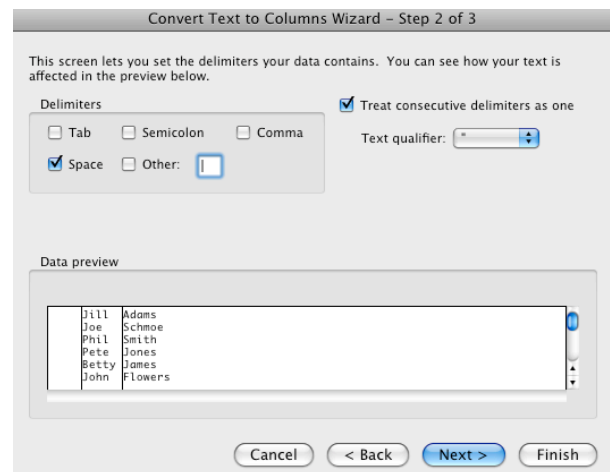 Convert Text to Columns Wizard – Step 2 of 3
This screen lets you set the delimiters your data contains. You can see how your text is
affected in the preview below.
Delimiters
Treat consecutive delimiters as one
Tab Semicolon Comma
Text qualifier: "
Space Other:
Data preview
Jill Adams
Joe Schmoe
Phil Smith
Pete Jones
Betty James
John Flowers
Cancel < Back Next > Finish